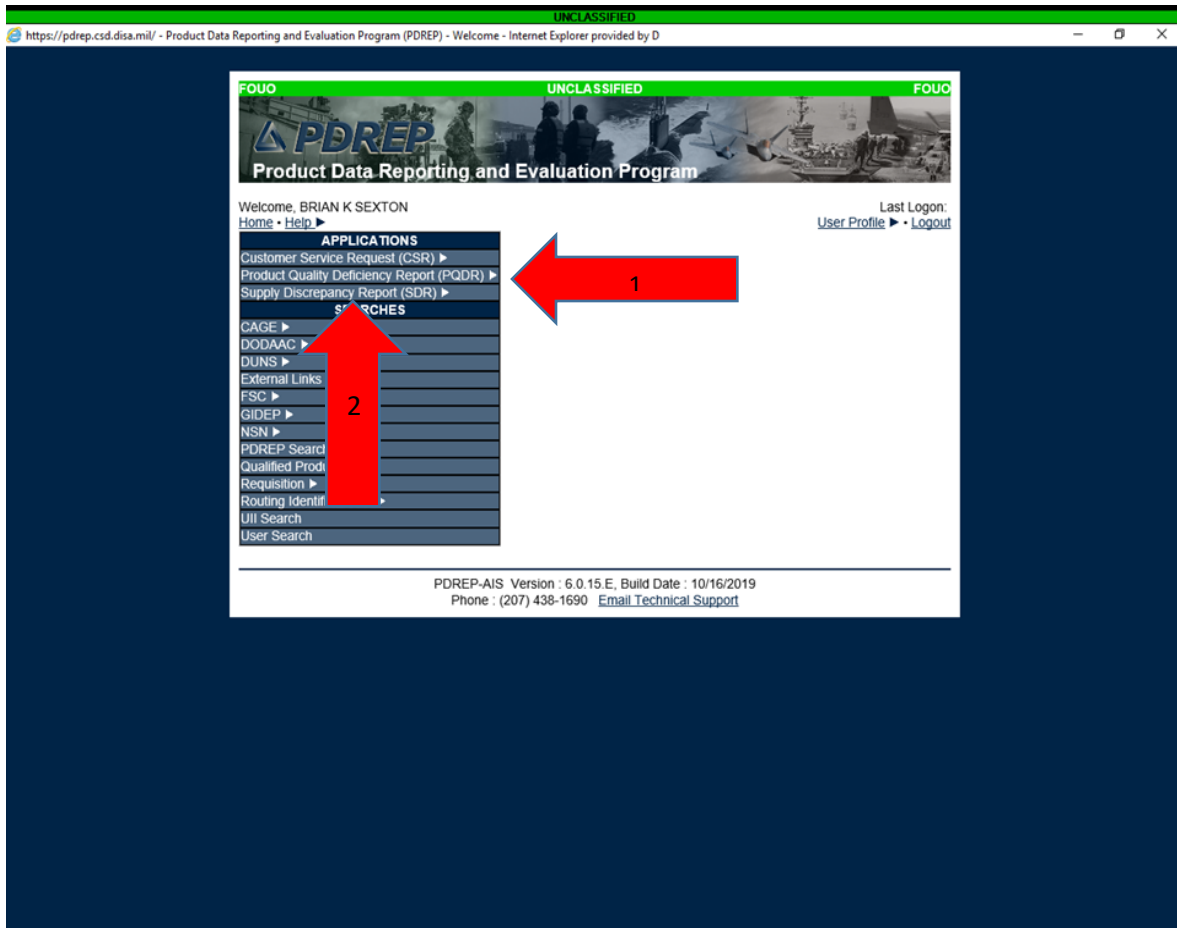 UNCLASSIFIED
https://pdrep.csd.disa.mil/ - Product Data Reporting and Evaluation Program (PDREP) - Welcome - Internet Explorer provided by D
FOUO UNCLASSIFIED FOUO
PDREP
Product Data Reporting and Evaluation Program
Welcome, BRIAN K SEXTON Last Logon:
Home • Help ▶ User Profile ▶ • Logout
APPLICATIONS
Customer Service Request (CSR) ▶
Product Quality Deficiency Report (PQDR) ▶
1
Supply Discrepancy Report (SDR) ▶
CAGE ▶
DODAAC ▶
DUNS ▶
External Links
FSC ▶
2
GIDEP ▶
NSN ▶
PDREP
Qualified
Requisition ▶
Routing
UII Search
User Search
PDREP-AIS Version : 6.0.15.E, Build Date : 10/16/2019
Phone : (207) 438-1690 Email Technical Support